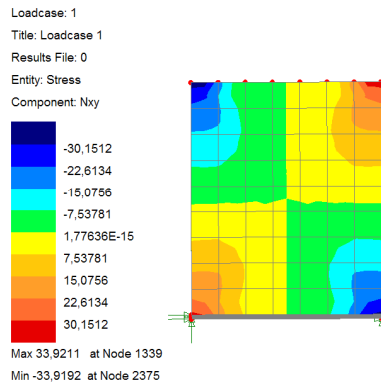 Loadcase: 1
Title: Loadcase 1
Results File: 0
Entity: Stress
Component: Nxy
-30,1512
-22,6134
-15,0756
-7,53781
1,77636E-15
7,53781
15,0756
22,6134
30,1512
Max 33,9211 at Node 1339
Min -33,9192 at Node 2375